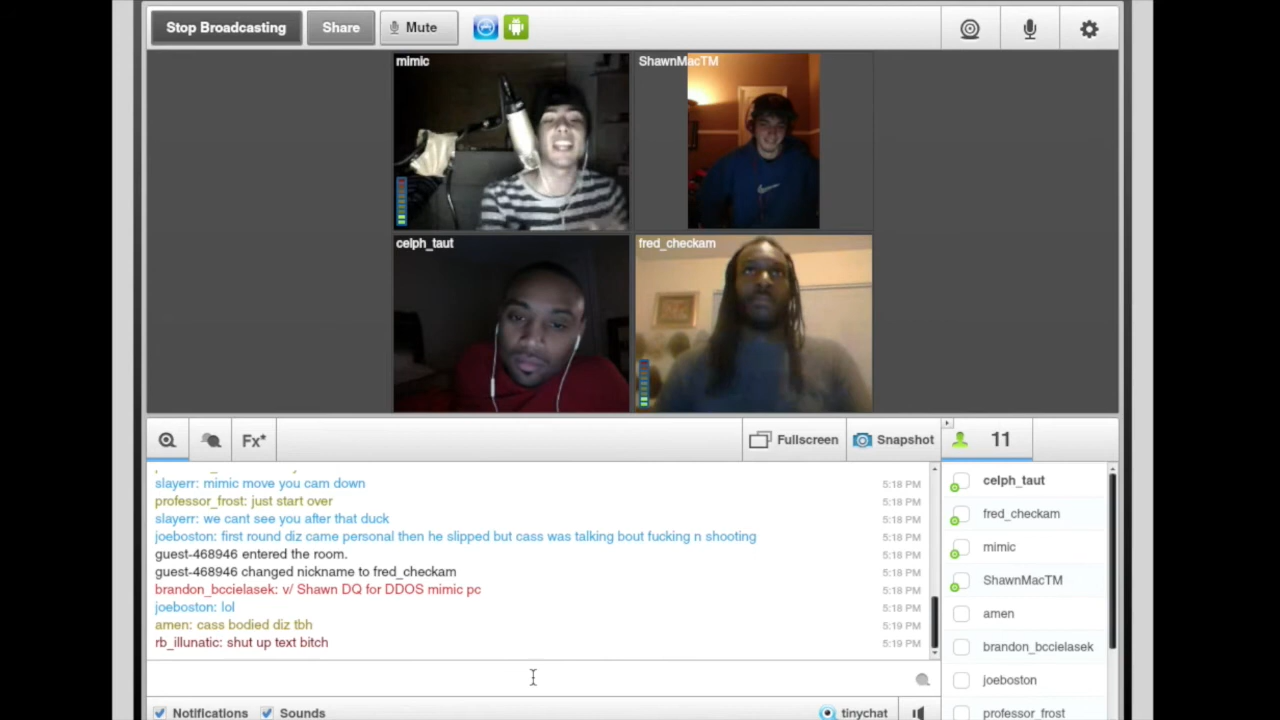 Stop Broadcasting
Share
Mute
mimic
ShawnMacTM
celph_taut
fred_checkam
Fx*
Fullscreen
Snapshot
11
slayerr: mimic move you cam down 5:18 PM
professor_frost: just start over 5:18 PM
slayerr: we cant see you after that duck 5:18 PM
joeboston: first round diz came personal then he slipped but cass was talking bout fucking n shooting 5:18 PM
guest-468946 entered the room. 5:18 PM
guest-468946 changed nickname to fred_checkam 5:18 PM
brandon_bccielasek: v/ Shawn DQ for DDOS mimic pc 5:18 PM
joeboston: lol 5:18 PM
amen: cass bodied diz tbh 5:19 PM
rb_illunatic: shut up text bitch 5:19 PM
celph_taut
fred_checkam
mimic
ShawnMacTM
amen
brandon_bccielasek
joeboston
professor_frost
Notifications
Sounds
tinychat